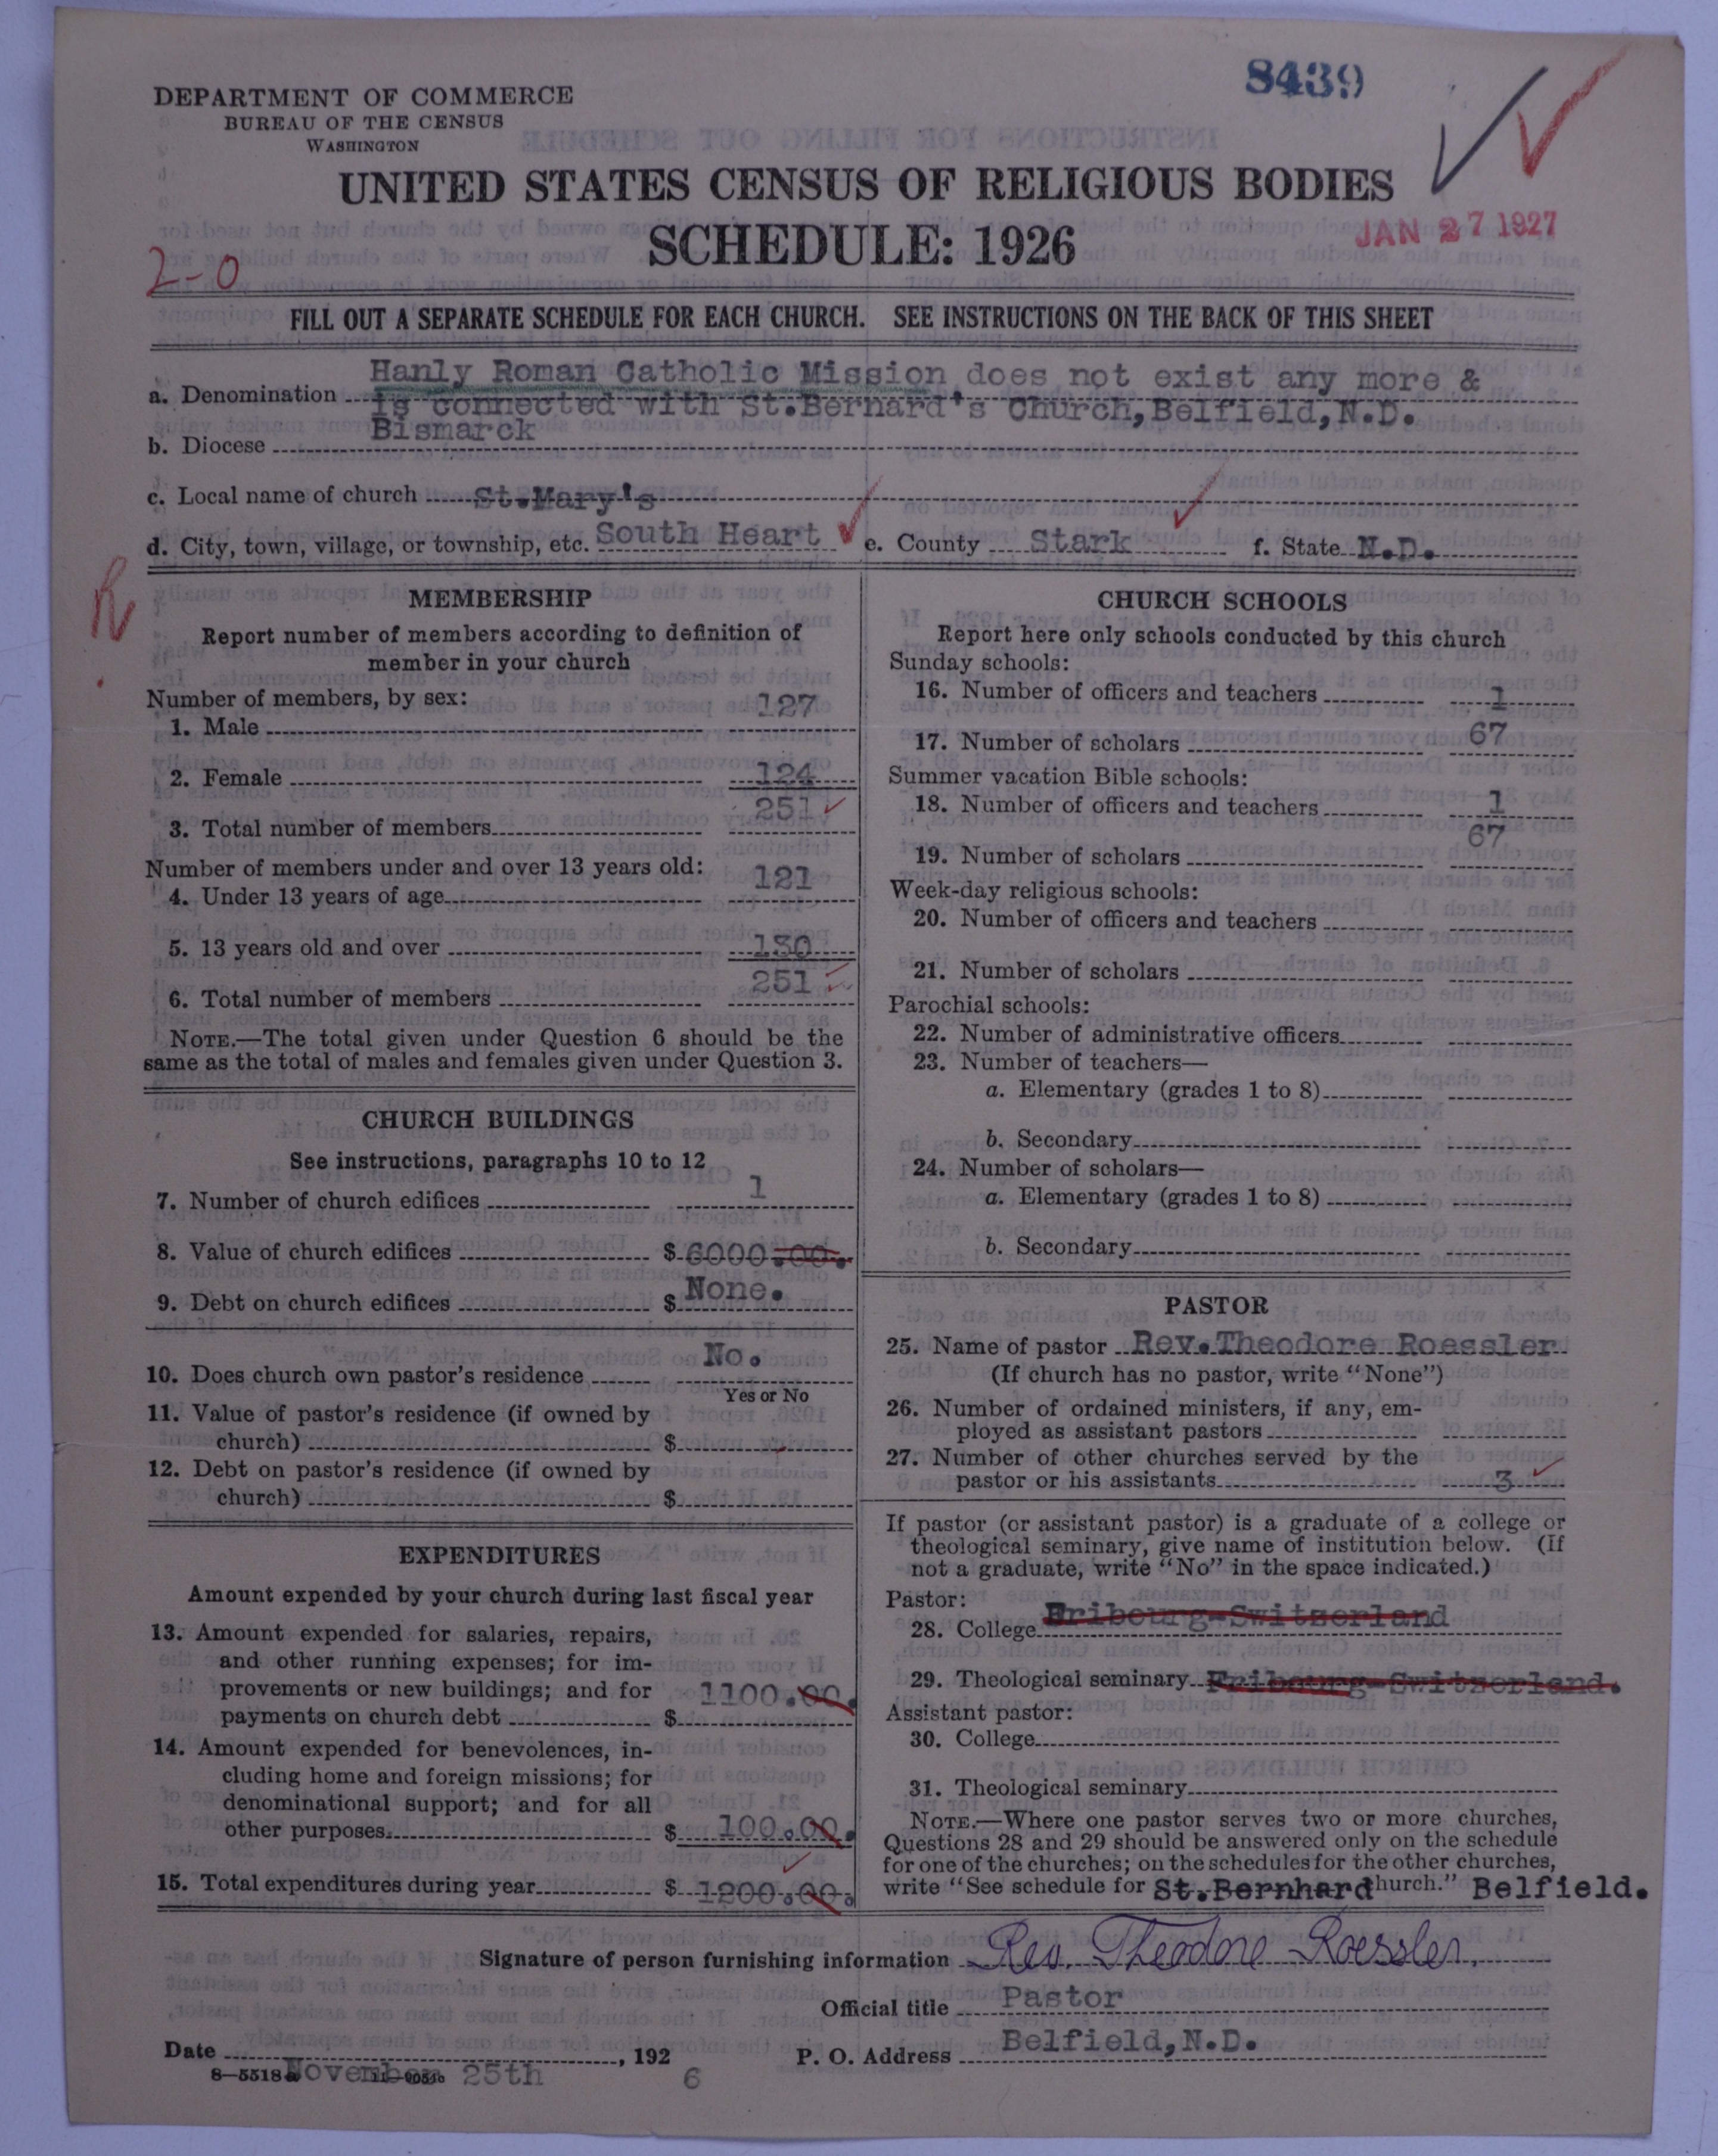 8439
DEPARTMENT OF COMMERCE
BUREAU OF THE CENSUS
WASHINGTON
UNITED STATES CENSUS OF RELIGIOUS BODIES
SCHEDULE: 1926
JAN 27 1927
2-0
FILL OUT A SEPARATE SCHEDULE FOR EACH CHURCH. SEE INSTRUCTIONS ON THE BACK OF THIS SHEET
a. Denomination Hanly Roman Catholic Mission does not exist any more &
is connected with St.Bernard's Church,Belfield,N.D.
b. Diocese Bismarck
c. Local name of church St.Mary's
d. City, town, village, or township, etc. South Heart e. County Stark f. State N.D.
R
MEMBERSHIP
Report number of members according to definition of
member in your church
Number of members, by sex:
1. Male 127
2. Female 124
3. Total number of members 251
Number of members under and over 13 years old:
4. Under 13 years of age 121
5. 13 years old and over 130
6. Total number of members 251
NOTE.—The total given under Question 6 should be the
same as the total of males and females given under Question 3.
CHURCH BUILDINGS
See instructions, paragraphs 10 to 12
7. Number of church edifices 1
8. Value of church edifices $ 6000.00.
9. Debt on church edifices $ None.
10. Does church own pastor's residence No.
Yes or No
11. Value of pastor's residence (if owned by
church) $
12. Debt on pastor's residence (if owned by
church) $
EXPENDITURES
Amount expended by your church during last fiscal year
13. Amount expended for salaries, repairs,
and other running expenses; for im-
provements or new buildings; and for
payments on church debt $ 1100.00.
14. Amount expended for benevolences, in-
cluding home and foreign missions; for
denominational support; and for all
other purposes $ 100.00.
15. Total expenditures during year $ 1200.00.
CHURCH SCHOOLS
Report here only schools conducted by this church
Sunday schools:
16. Number of officers and teachers 1
17. Number of scholars 67
Summer vacation Bible schools:
18. Number of officers and teachers 1
19. Number of scholars 67
Week-day religious schools:
20. Number of officers and teachers
21. Number of scholars
Parochial schools:
22. Number of administrative officers
23. Number of teachers—
a. Elementary (grades 1 to 8)
b. Secondary
24. Number of scholars—
a. Elementary (grades 1 to 8)
b. Secondary
PASTOR
25. Name of pastor Rev.Theodore Roessler
(If church has no pastor, write "None")
26. Number of ordained ministers, if any, em-
ployed as assistant pastors
27. Number of other churches served by the
pastor or his assistants 3
If pastor (or assistant pastor) is a graduate of a college or
theological seminary, give name of institution below. (If
not a graduate, write "No" in the space indicated.)
Pastor:
28. College Fribourg-Switzerland
29. Theological seminary Fribourg-Switzerland.
Assistant pastor:
30. College
31. Theological seminary
NOTE.—Where one pastor serves two or more churches,
Questions 28 and 29 should be answered only on the schedule
for one of the churches; on the schedules for the other churches,
write "See schedule for St.Bernhard church." Belfield.
Signature of person furnishing information Rev. Theodore Roessler.
Official title Pastor
Date November 25th, 192 6 P. O. Address Belfield,N.D.
8—5518